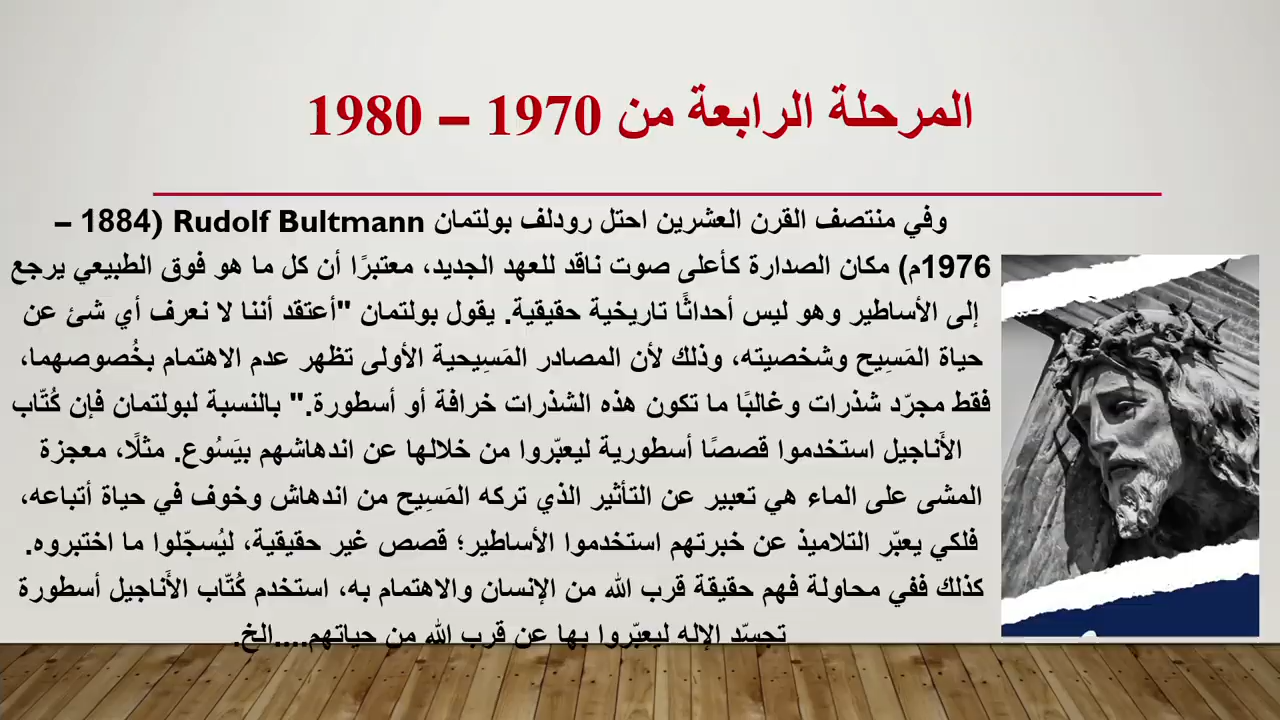 المرحلة الرابعة من 1970 – 1980
وفي منتصف القرن العشرين احتل رودلف بولتمان Rudolf Bultmann (1884 –
1976م) مكان الصدارة كأعلى صوت ناقد للعهد الجديد، معتبرًا أن كل ما هو فوق الطبيعي يرجع
إلى الأساطير وهو ليس أحداثًا تاريخية حقيقية. يقول بولتمان "أعتقد أننا لا نعرف أي شئ عن
حياة المَسِيح وشخصيته، وذلك لأن المصادر المَسِيحية الأولى تظهر عدم الاهتمام بخُصوصهما،
فقط مجرّد شذرات وغالبًا ما تكون هذه الشذرات خرافة أو أسطورة." بالنسبة لبولتمان فإن كُتّاب
الأَناجيل استخدموا قصصًا أسطورية ليعبّروا من خلالها عن اندهاشهم بيَسُوع. مثلًا، معجزة
المشى على الماء هي تعبير عن التأثير الذي تركه المَسِيح من اندهاش وخوف في حياة أتباعه،
فلكي يعبّر التلاميذ عن خبرتهم استخدموا الأساطير؛ قصص غير حقيقية، ليُسجّلوا ما اختبروه.
كذلك ففي محاولة فهم حقيقة قرب الله من الإنسان والاهتمام به، استخدم كُتّاب الأَناجيل أسطورة
تجسّد الإله ليعبّروا بها عن قرب الله من حياتهم....الخ.